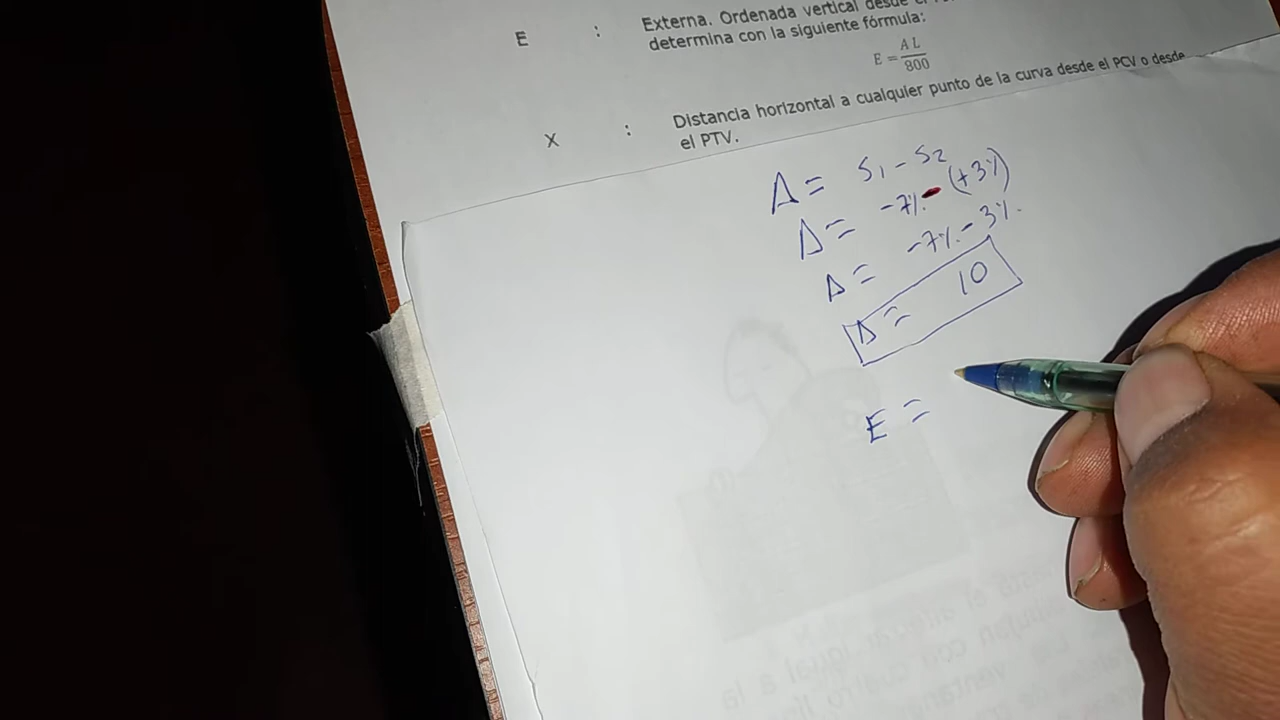 E : Externa. Ordenada vertical desde el
determina con la siguiente fórmula:
E = AL/800
X : Distancia horizontal a cualquier punto de la curva desde el PCV o desde
el PTV.
A = S1 - S2
A = -7% - (+3%)
A = -7% - 3%.
A = 10
E =